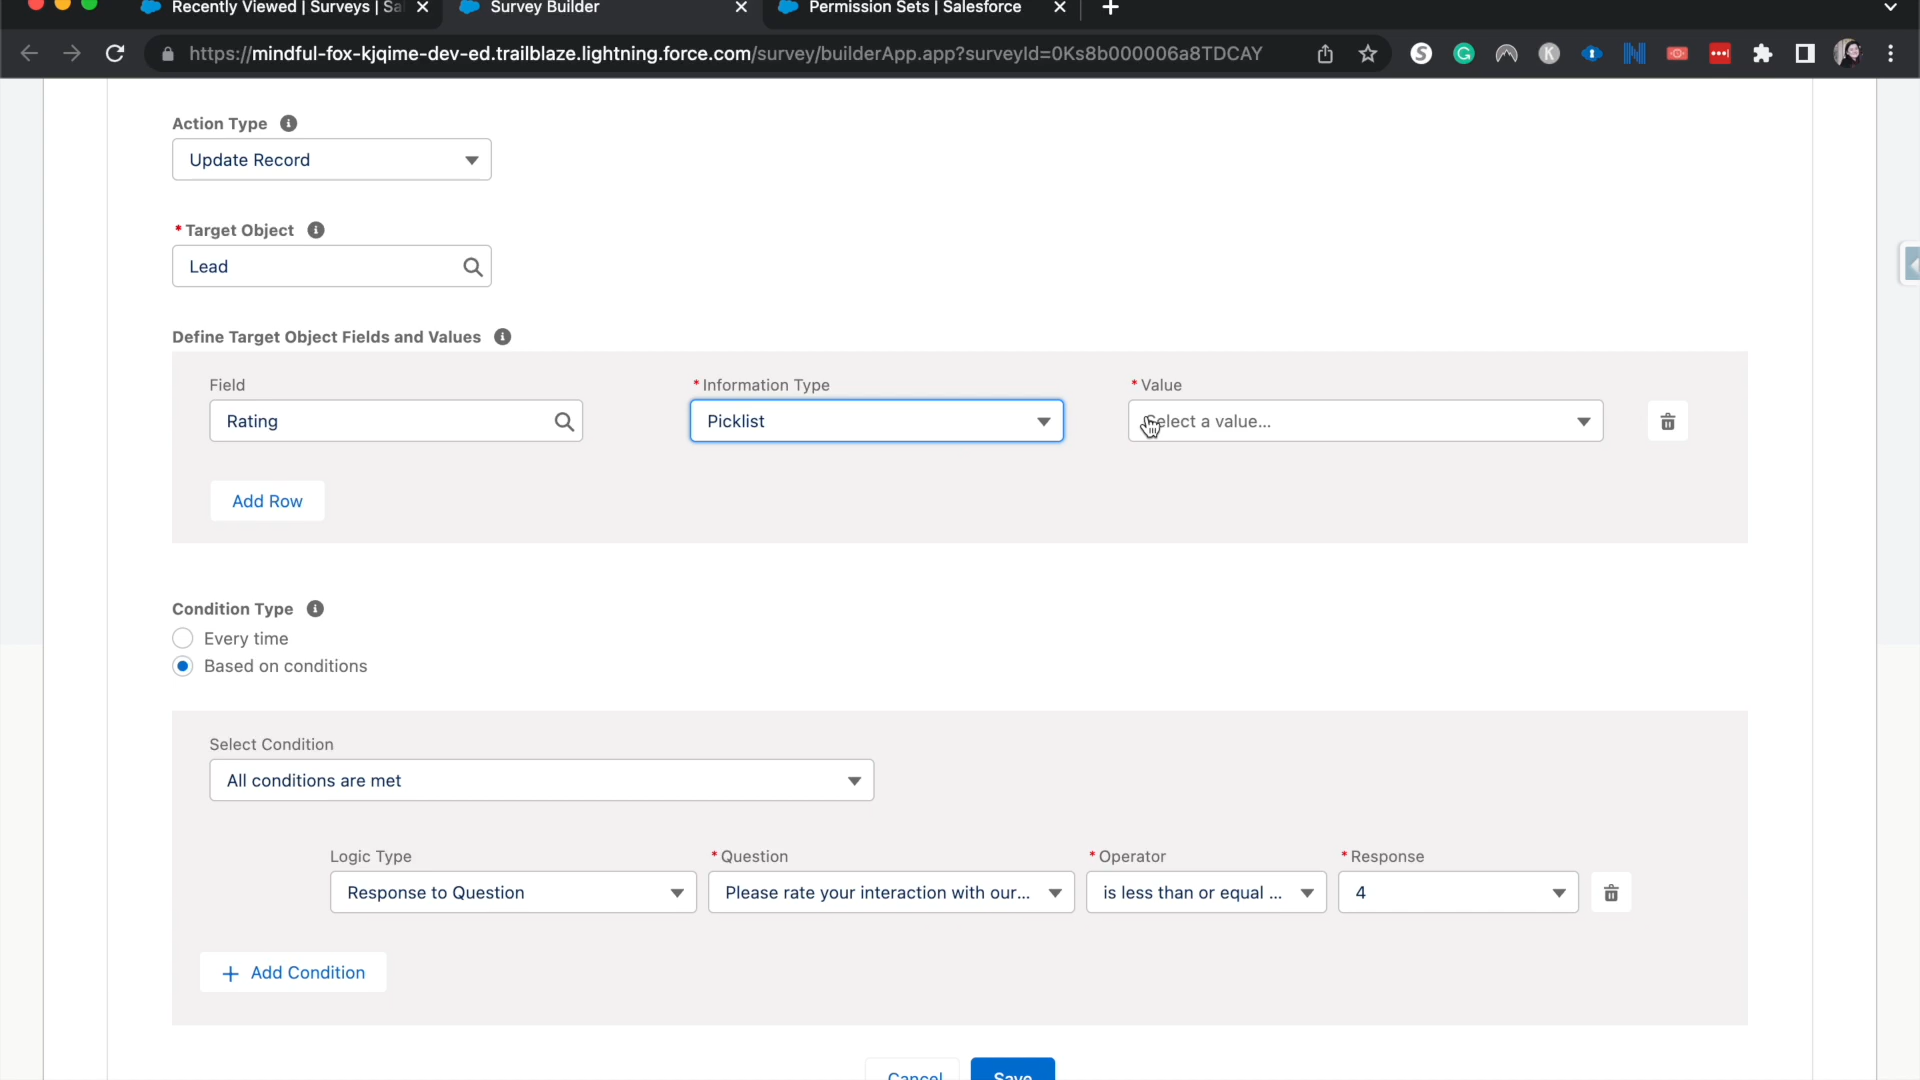 Recently Viewed | Surveys | Sa
Survey Builder
Permission Sets | Salesforce
https://mindful-fox-kjqime-dev-ed.trailblaze.lightning.force.com/survey/builderApp.app?surveyId=0Ks8b000006a8TDCAY
Action Type
Update Record
* Target Object
Lead
Define Target Object Fields and Values
Field
* Information Type
* Value
Rating
Picklist
Select a value...
Add Row
Condition Type
Every time
Based on conditions
Select Condition
All conditions are met
Logic Type
* Question
* Operator
* Response
Response to Question
Please rate your interaction with our...
is less than or equal ...
4
+ Add Condition
Cancel
Save